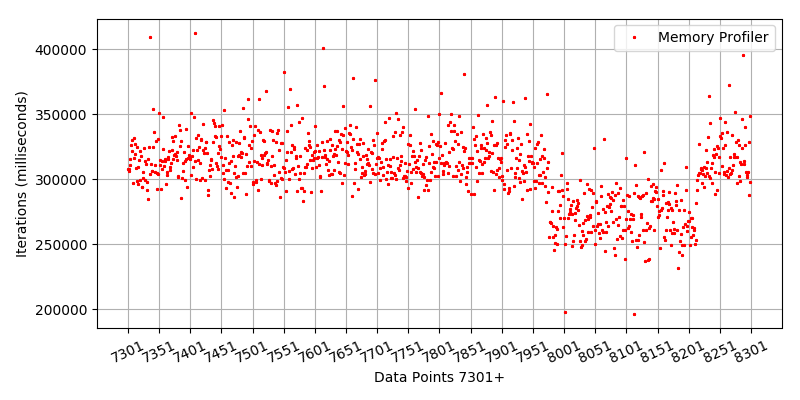 Memory Profiler
400000
350000
300000
250000
200000
Iterations (milliseconds)
7301 7351 7401 7451 7501 7551 7601 7651 7701 7751 7801 7851 7901 7951 8001 8051 8101 8151 8201 8251 8301
Data Points 7301+